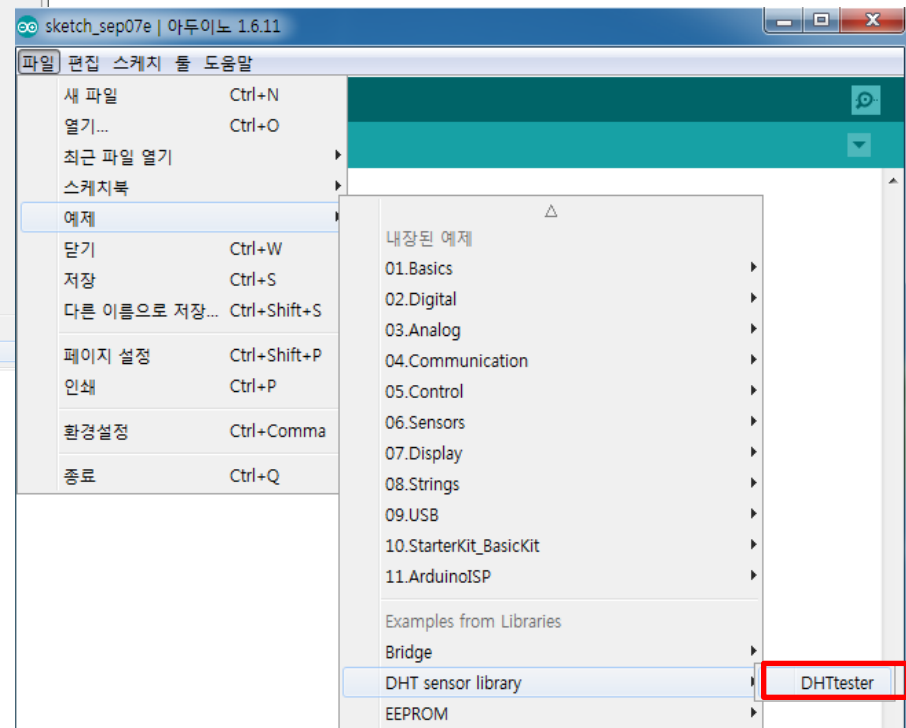 sketch_sep07e | 아두이노 1.6.11
파일 편집 스케치 툴 도움말
새 파일 Ctrl+N
열기... Ctrl+O
최근 파일 열기
스케치북
예제
닫기 Ctrl+W
저장 Ctrl+S
다른 이름으로 저장... Ctrl+Shift+S
페이지 설정 Ctrl+Shift+P
인쇄 Ctrl+P
환경설정 Ctrl+Comma
종료 Ctrl+Q
내장된 예제
01.Basics
02.Digital
03.Analog
04.Communication
05.Control
06.Sensors
07.Display
08.Strings
09.USB
10.StarterKit_BasicKit
11.ArduinoISP
Examples from Libraries
Bridge
DHT sensor library
EEPROM
DHTtester